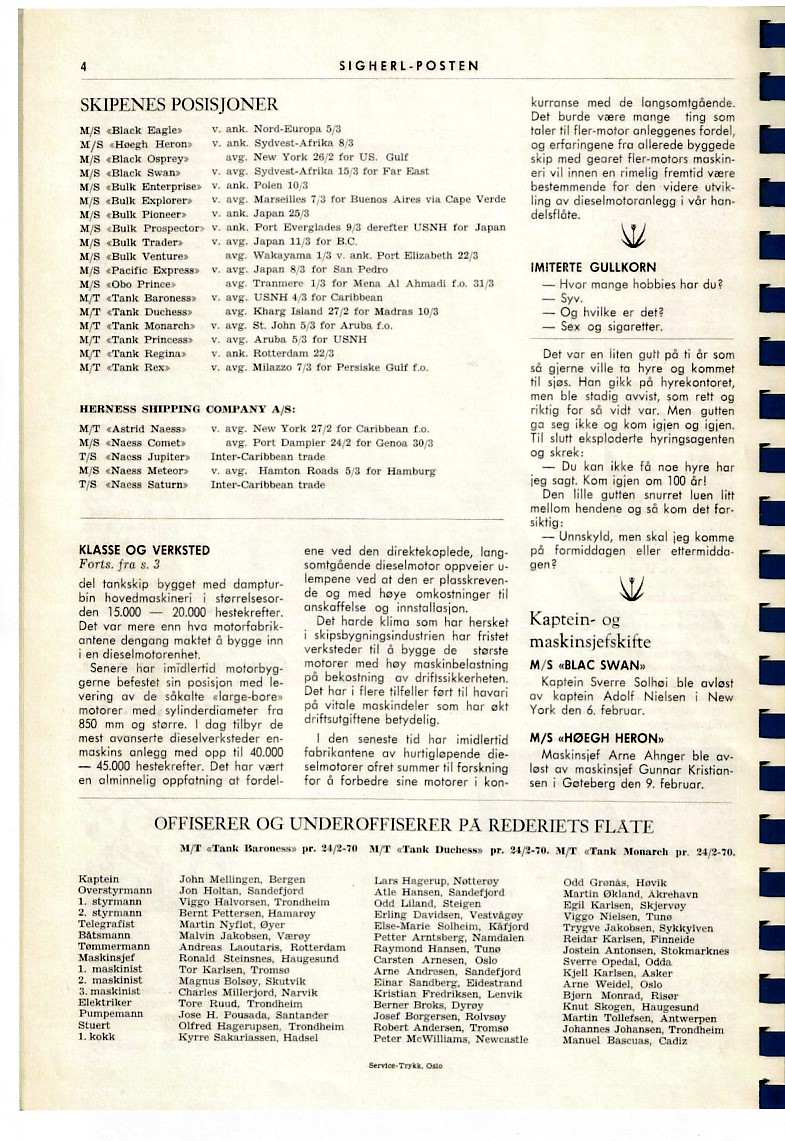 4
SIGHERL-POSTEN
SKIPENES POSISJONER
M/S «Black Eagle» v. ank. Nord-Europa 5/3
M/S «Høegh Heron» v. ank. Sydvest-Afrika 8/3
M/S «Black Osprey» avg. New York 26/2 for US. Gulf
M/S «Black Swan» v. avg. Sydvest-Afrika 15/3 for Far East
M/S «Bulk Enterprise» v. ank. Polen 10/3
M/S «Bulk Explorer» v. avg. Marseilles 7/3 for Buenos Aires via Cape Verde
M/S «Bulk Pioneer» v. ank. Japan 25/3
M/S «Bulk Prospector» v. ank. Port Everglades 9/3 derefter USNH for Japan
M/S «Bulk Trader» v. avg. Japan 11/3 for B.C.
M/S «Bulk Venture» avg. Wakayama 1/3 v. ank. Port Elizabeth 22/3
M/S «Pacific Express» v. avg. Japan 8/3 for San Pedro
M/S «Obo Prince» avg. Tranmere 1/3 for Mena Al Ahmadi f.o. 31/3
M/T «Tank Baroness» v. avg. USNH 4/3 for Caribbean
M/T «Tank Duchess» avg. Kharg Island 27/2 for Madras 10/3
M/T «Tank Monarch» v. avg. St. John 5/3 for Aruba f.o.
M/T «Tank Princess» v. avg. Aruba 5/3 for USNH
M/T «Tank Regina» v. ank. Rotterdam 22/3
M/T «Tank Rex» v. avg. Milazzo 7/3 for Persiske Gulf f.o.
HERNESS SHIPPING COMPANY A/S:
M/T «Astrid Naess» v. avg. New York 27/2 for Caribbean f.o.
M/S «Naess Comet» avg. Port Dampier 24/2 for Genoa 30/3
T/S «Naess Jupiter» Inter-Caribbean trade
M/S «Naess Meteor» v. avg. Hamton Roads 5/3 for Hamburg
T/S «Naess Saturn» Inter-Caribbean trade
KLASSE OG VERKSTED
Forts. fra s. 3
del tankskip bygget med damptur-
bin hovedmaskineri i størrelsesor-
den 15.000 — 20.000 hestekrefter.
Det var mere enn hva motorfabrik-
antene dengang maktet å bygge inn
i en dieselmotorenhet.
Senere har imidlertid motorbyg-
gerne befestet sin posisjon med le-
vering av de såkalte «large-bore»
motorer med sylinderdiameter fra
850 mm og større. I dag tilbyr de
mest avanserte dieselverksteder en-
maskins anlegg med opp til 40.000
— 45.000 hestekrefter. Det har vært
en alminnelig oppfatning at fordel-
ene ved den direktekoplede, lang-
somtgående dieselmotor oppveier u-
lempene ved at den er plasskreven-
de og med høye omkostninger til
anskaffelse og innstallasjon.
Det harde klima som har hersket
i skipsbygningsindustrien har fristet
verksteder til å bygge de største
motorer med høy maskinbelastning
på bekostning av driftssikkerheten.
Det har i flere tilfeller ført til havari
på vitale maskindeler som har økt
driftsutgiftene betydelig.
I den seneste tid har imidlertid
fabrikantene av hurtigløpende die-
selmotorer ofret summer til forskning
for å forbedre sine motorer i kon-
kurranse med de langsomtgående.
Det burde være mange ting som
taler til fler-motor anleggenes fordel,
og erfaringene fra allerede byggede
skip med gearet fler-motors maskin-
eri vil innen en rimelig fremtid være
bestemmende for den videre utvik-
ling av dieselmotoranlegg i vår han-
delsflåte.
IMITERTE GULLKORN
— Hvor mange hobbies har du?
— Syv.
— Og hvilke er det?
— Sex og sigaretter.
Det var en liten gutt på ti år som
så gjerne ville ta hyre og kommet
til sjøs. Han gikk på hyrekontoret,
men ble stadig avvist, som rett og
riktig for så vidt var. Men gutten
ga seg ikke og kom igjen og igjen.
Til slutt eksploderte hyringsagenten
og skrek:
— Du kan ikke få noe hyre har
jeg sagt. Kom igjen om 100 år!
Den lille gutten snurret luen litt
mellom hendene og så kom det for-
siktig:
— Unnskyld, men skal jeg komme
på formiddagen eller ettermidda-
gen?
Kaptein- og
maskinsjefskifte
M/S «BLAC SWAN»
Kaptein Sverre Solhøi ble avløst
av kaptein Adolf Nielsen i New
York den 6. februar.
M/S «HØEGH HERON»
Maskinsjef Arne Ahnger ble av-
løst av maskinsjef Gunnar Kristian-
sen i Gøteberg den 9. februar.
OFFISERER OG UNDEROFFISERER PÅ REDERIETS FLÅTE
M/T «Tank Baroness» pr. 24/2-70 M/T «Tank Duchess» pr. 24/2-70. M/T «Tank Monarch pr. 24/2-70.
Kaptein John Mellingen, Bergen Lars Hagerup, Nøtterøy Odd Grønås, Høvik
Overstyrmann Jon Holtan, Sandefjord Atle Hansen, Sandefjord Martin Økland, Åkrehavn
1. styrmann Viggo Halvorsen, Trondheim Odd Liland, Steigen Egil Karlsen, Skjervøy
2. styrmann Bernt Pettersen, Hamarøy Erling Davidsen, Vestvågøy Viggo Nielsen, Tunø
Telegrafist Martin Nyfløt, Øyer Else-Marie Solheim, Kåfjord Trygve Jakobsen, Sykkylven
Båtsmann Malvin Jakobsen, Værøy Petter Arntsberg, Namdalen Reidar Karlsen, Finneide
Tømmermann Andreas Laoutaris, Rotterdam Raymond Hansen, Tunø Jostein Antonsen, Stokmarknes
Maskinsjef Ronald Steinsnes, Haugesund Carsten Arnesen, Oslo Sverre Opedal, Odda
1. maskinist Tor Karlsen, Tromsø Arne Andresen, Sandefjord Kjell Karlsen, Asker
2. maskinist Magnus Bolsøy, Skutvik Einar Sandberg, Eidestrand Arne Weidel, Oslo
3. maskinist Charles Millerjord, Narvik Kristian Fredriksen, Lenvik Bjørn Monrad, Risør
Elektriker Tore Ruud, Trondheim Berner Broks, Dyrøy Knut Skogen, Haugesund
Pumpemann Jose H. Pousada, Santander Josef Borgersen, Rolvsøy Martin Tollefsen, Antwerpen
Stuert Olfred Hagerupsen, Trondheim Robert Andersen, Tromsø Johannes Johansen, Trondheim
1. kokk Kyrre Sakariassen, Hadsel Peter McWilliams, Newcastle Manuel Bascuas, Cadiz
Service-Trykk, Oslo